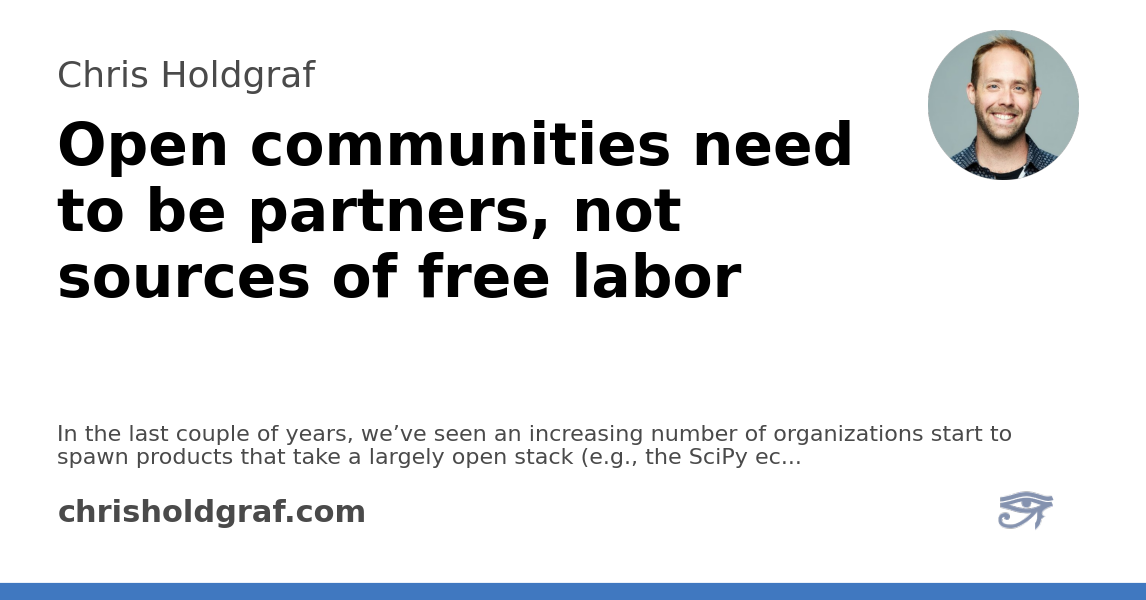 Chris Holdgraf
Open communities need
to be partners, not
sources of free labor
In the last couple of years, we’ve seen an increasing number of organizations start to
spawn products that take a largely open stack (e.g., the SciPy ec...
chrisholdgraf.com